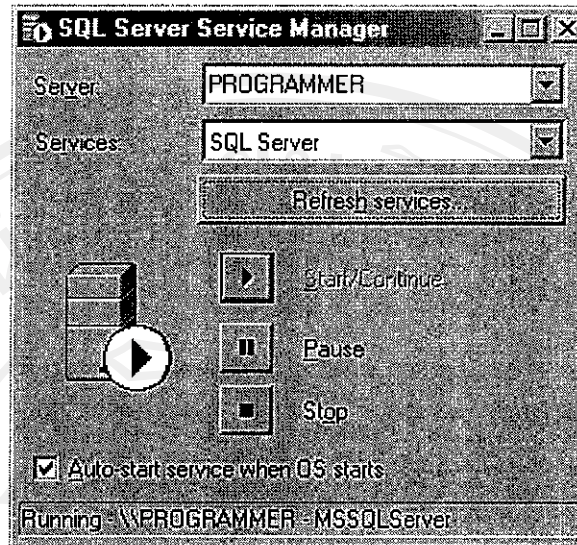 SQL Server Service Manager
Server: PROGRAMMER
Services: SQL Server
Refresh services...
Start/Continue
Pause
Stop
Auto-start service when OS starts
Running - \\PROGRAMMER - MSSQLServer